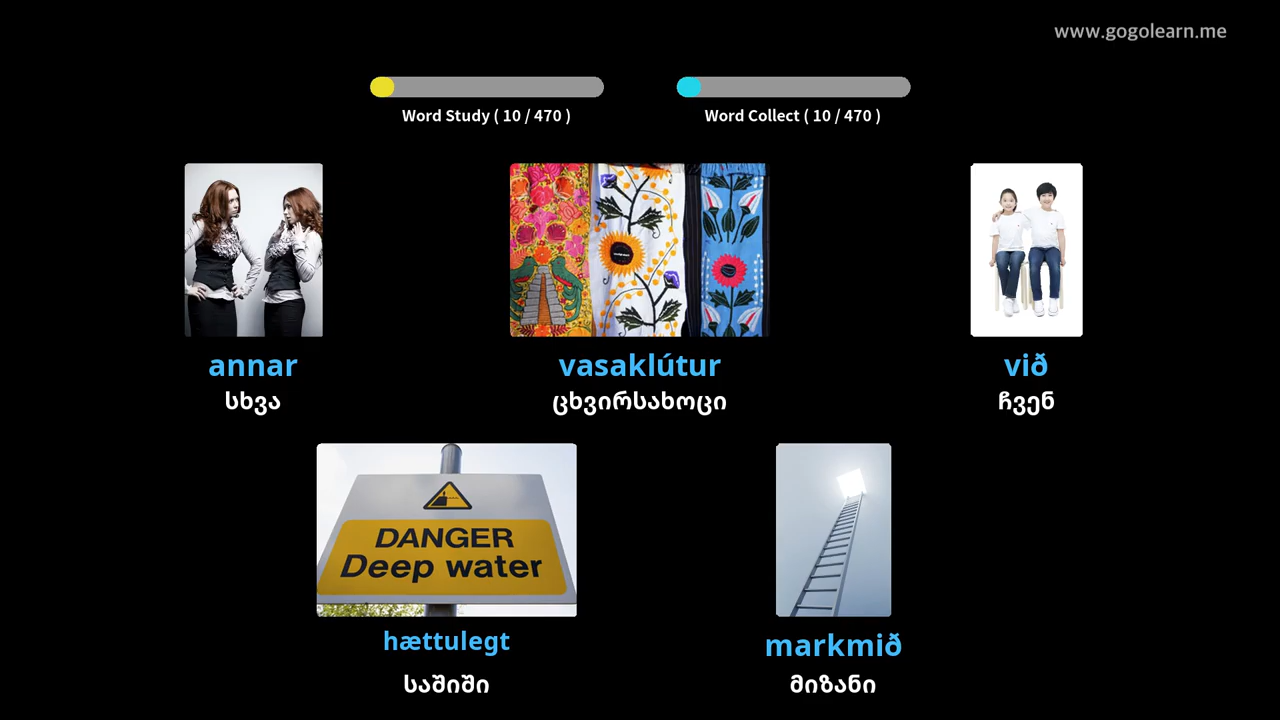 www.gogolearn.me
Word Study ( 10 / 470 )
Word Collect ( 10 / 470 )
annar
vasaklútur
við
სხვა
ცხვირსახოცი
ჩვენ
DANGER
Deep water
hættulegt
markmið
საშიში
მიზანი